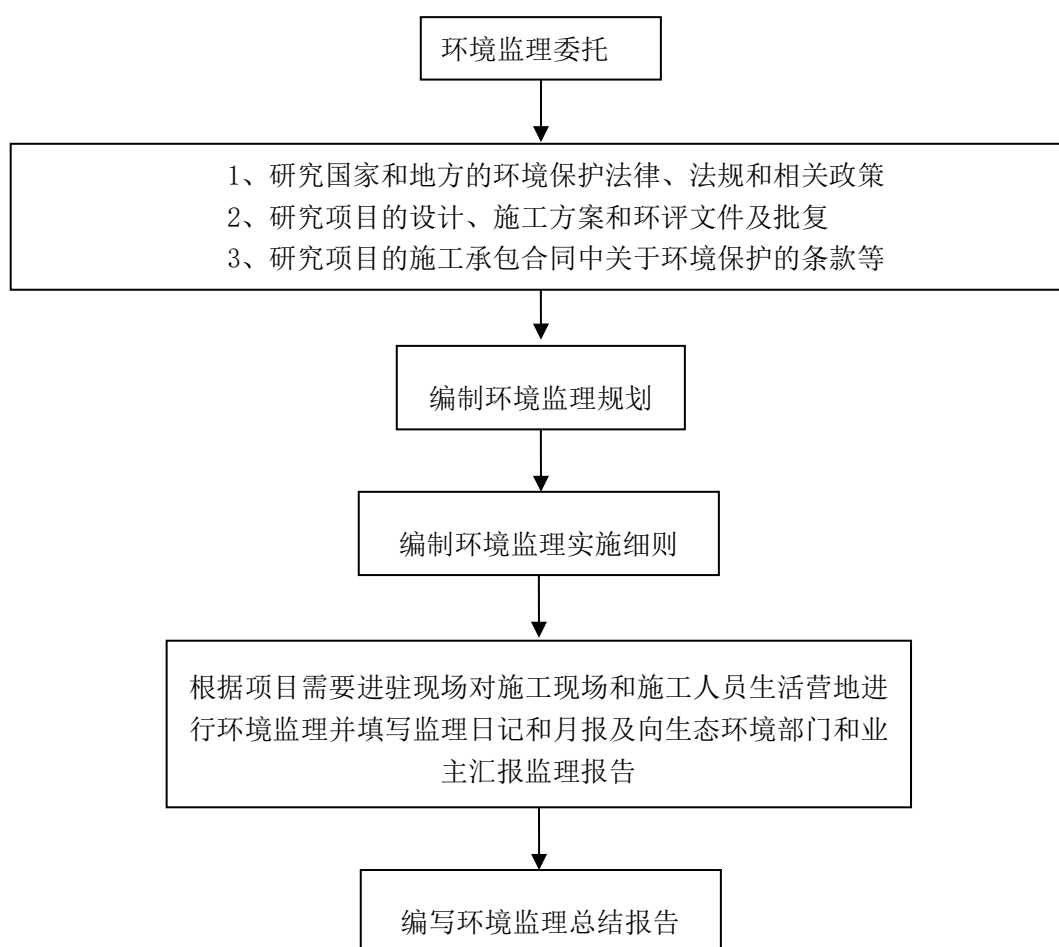 环境监理委托
1、研究国家和地方的环境保护法律、法规和相关政策
2、研究项目的设计、施工方案和环评文件及批复
3、研究项目的施工承包合同中关于环境保护的条款等
编制环境监理规划
编制环境监理实施细则
根据项目需要进驻现场对施工现场和施工人员生活营地进
行环境监理并填写监理日记和月报及向生态环境部门和业
主汇报监理报告
编写环境监理总结报告